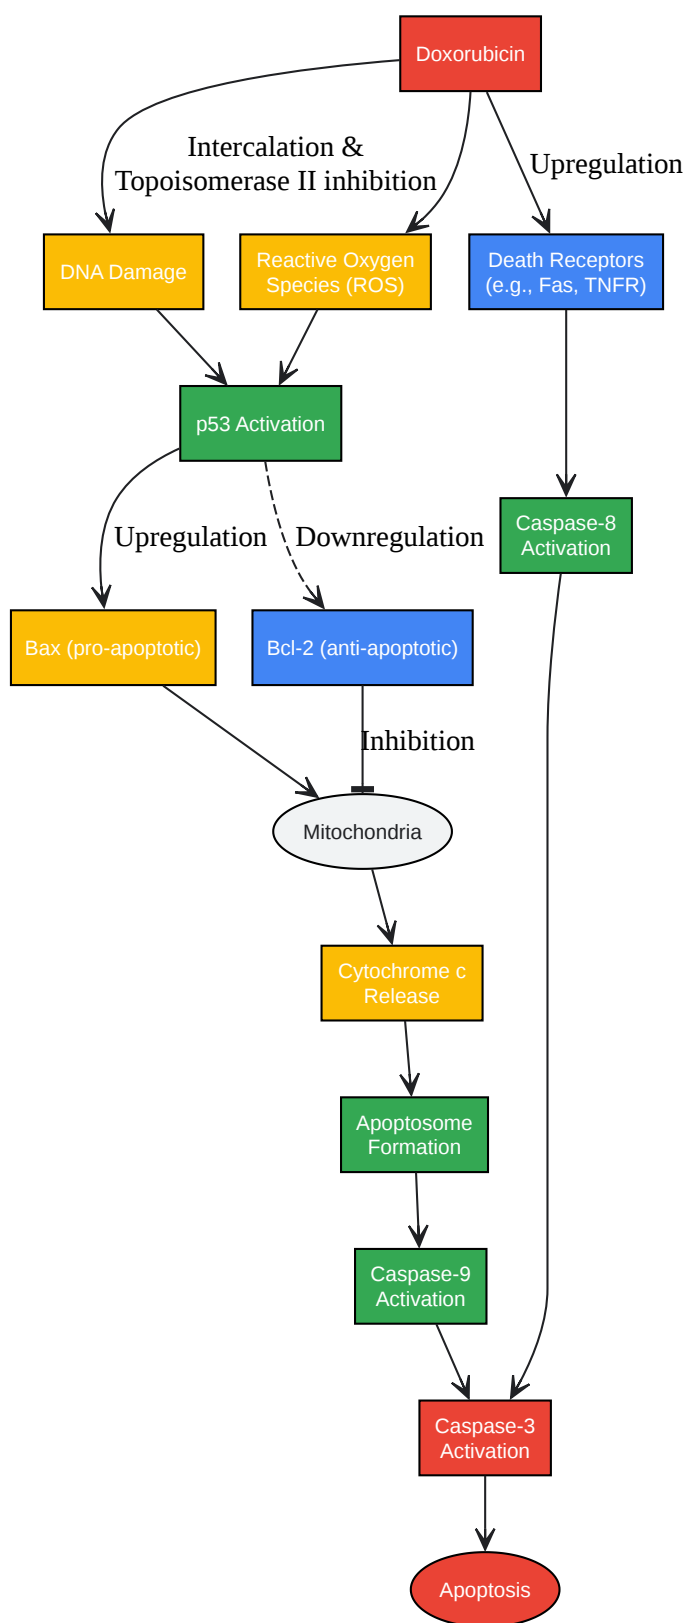 Doxorubicin
Intercalation &
Topoisomerase II inhibition
Upregulation
DNA Damage
Reactive Oxygen
Species (ROS)
Death Receptors
(e.g., Fas, TNFR)
p53 Activation
Upregulation
Downregulation
Caspase-8
Activation
Bax (pro-apoptotic)
Bcl-2 (anti-apoptotic)
Inhibition
Mitochondria
Cytochrome c
Release
Apoptosome
Formation
Caspase-9
Activation
Caspase-3
Activation
Apoptosis